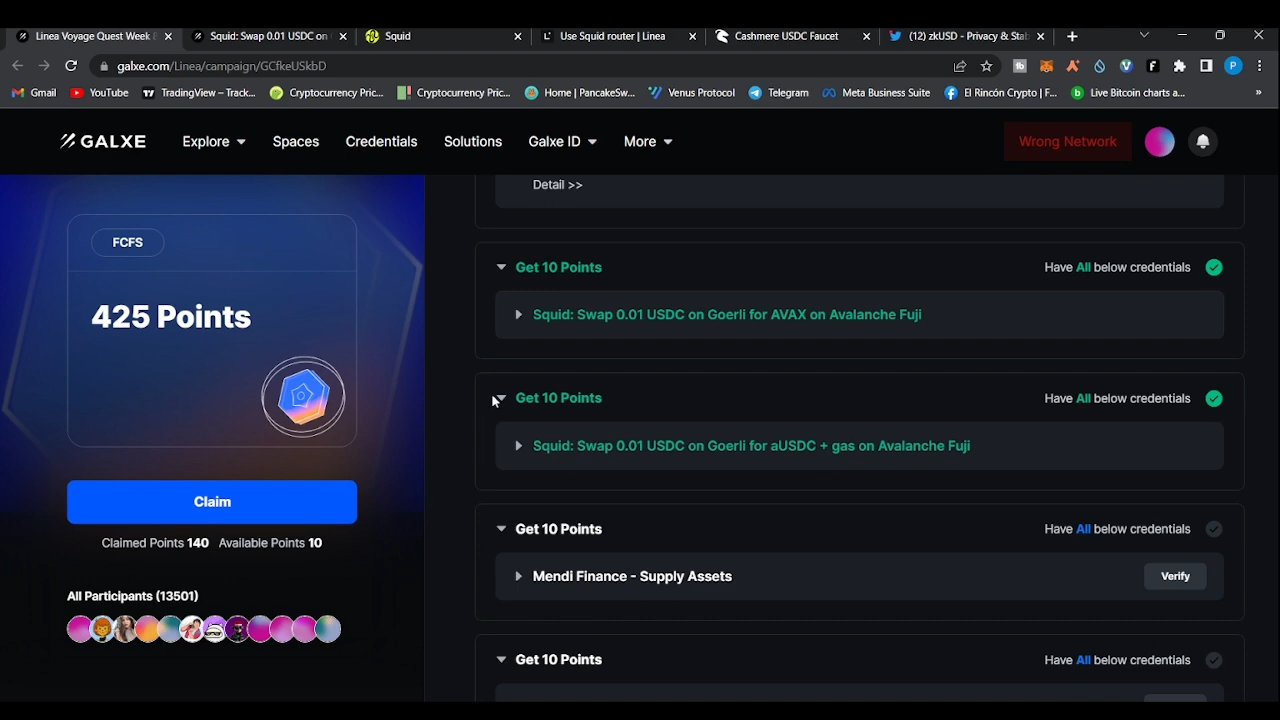 Linea Voyage Quest Week
Squid: Swap 0.01 USDC on
Squid
Use Squid router | Linea
Cashmere USDC Faucet
(12) zkUSD - Privacy & Stab
galxe.com/Linea/campaign/GCfkeUSkbD
Gmail
YouTube
TradingView – Track...
Cryptocurrency Pric...
Cryptocurrency Pric...
Home | PancakeSw...
Venus Protocol
Telegram
Meta Business Suite
El Rincón Crypto | F...
Live Bitcoin charts a...
»
GALXE
Explore
Spaces
Credentials
Solutions
Galxe ID
More
Wrong Network
FCFS
425 Points
Claim
Claimed Points 140 Available Points 10
All Participants (13501)
Detail >>
Get 10 Points
Have All below credentials
Squid: Swap 0.01 USDC on Goerli for AVAX on Avalanche Fuji
Get 10 Points
Have All below credentials
Squid: Swap 0.01 USDC on Goerli for aUSDC + gas on Avalanche Fuji
Get 10 Points
Have All below credentials
Mendi Finance - Supply Assets
Verify
Get 10 Points
Have All below credentials